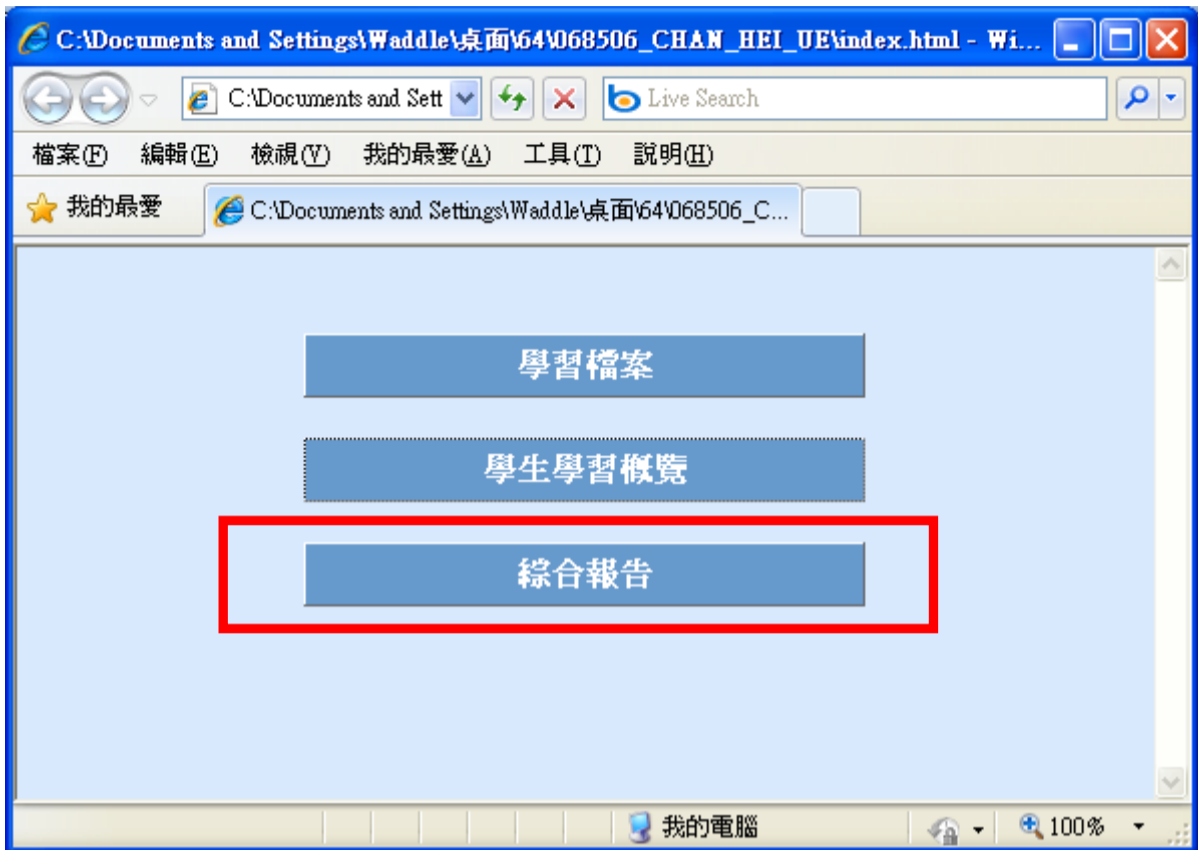 C:\Documents and Settings\Waddle\桌面\64\068506_CHAN_HEI_UE\index.html - Wi...
C:\Documents and Sett
Live Search
檔案(F) 編輯(E) 檢視(V) 我的最愛(A) 工具(T) 說明(H)
我的最愛 C:\Documents and Settings\Waddle\桌面\64\068506_C...
學習檔案
學生學習概覽
綜合報告
我的電腦 100%